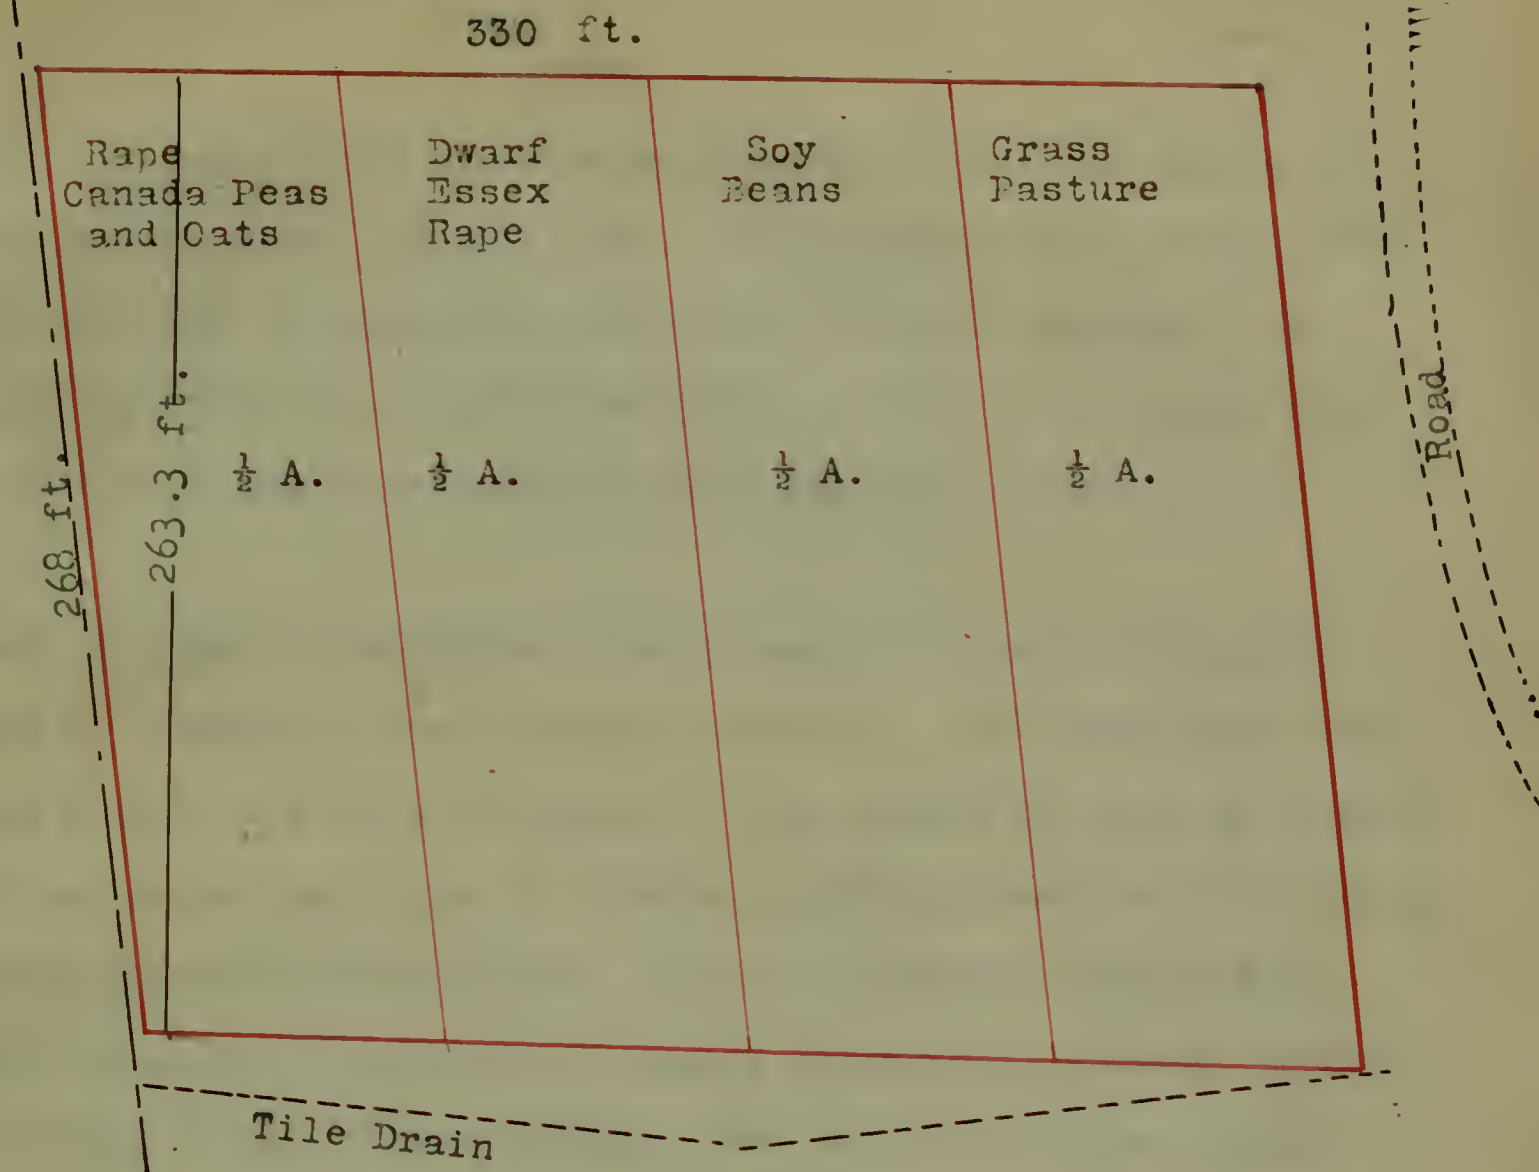 330 ft.
Rape
Canada Peas
and Oats
Dwarf
Essex
Rape
Soy
Beans
Grass
Pasture
268 ft.
263.3 ft.
½ A.
½ A.
½ A.
½ A.
Road
Tile Drain